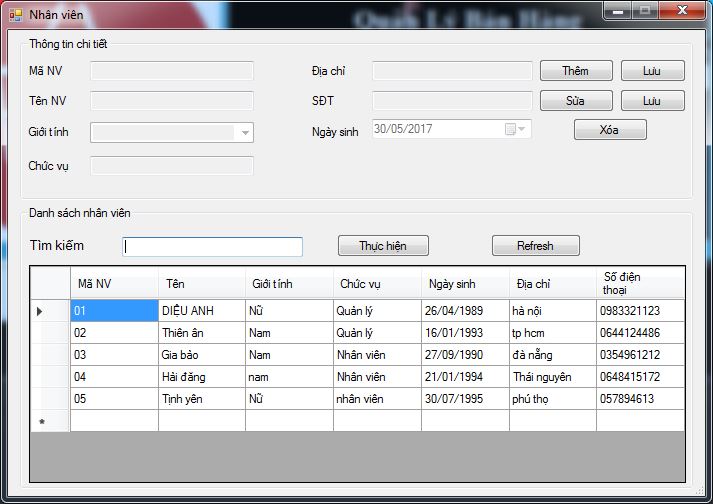 Quản Lý Bán Hàng
Nhân viên
Thông tin chi tiết
Mã NV Địa chỉ Thêm Lưu
Tên NV SĐT Sửa Lưu
Giới tính Ngày sinh 30/05/2017 Xóa
Chức vụ
Danh sách nhân viên
Tìm kiếm Thực hiện Refresh
Mã NV Tên Giới tính Chức vụ Ngày sinh Địa chỉ Số điện thoại
01 DIỆU ANH Nữ Quản lý 26/04/1989 hà nội 0983321123
02 Thiên ân Nam Quản lý 16/01/1993 tp hcm 0644124486
03 Gia bảo Nam Nhân viên 27/09/1990 đà nẵng 0354961212
04 Hải đăng nam Nhân viên 21/01/1994 Thái nguyên 0648415172
05 Tịnh yên Nữ nhân viên 30/07/1995 phú thọ 057894613